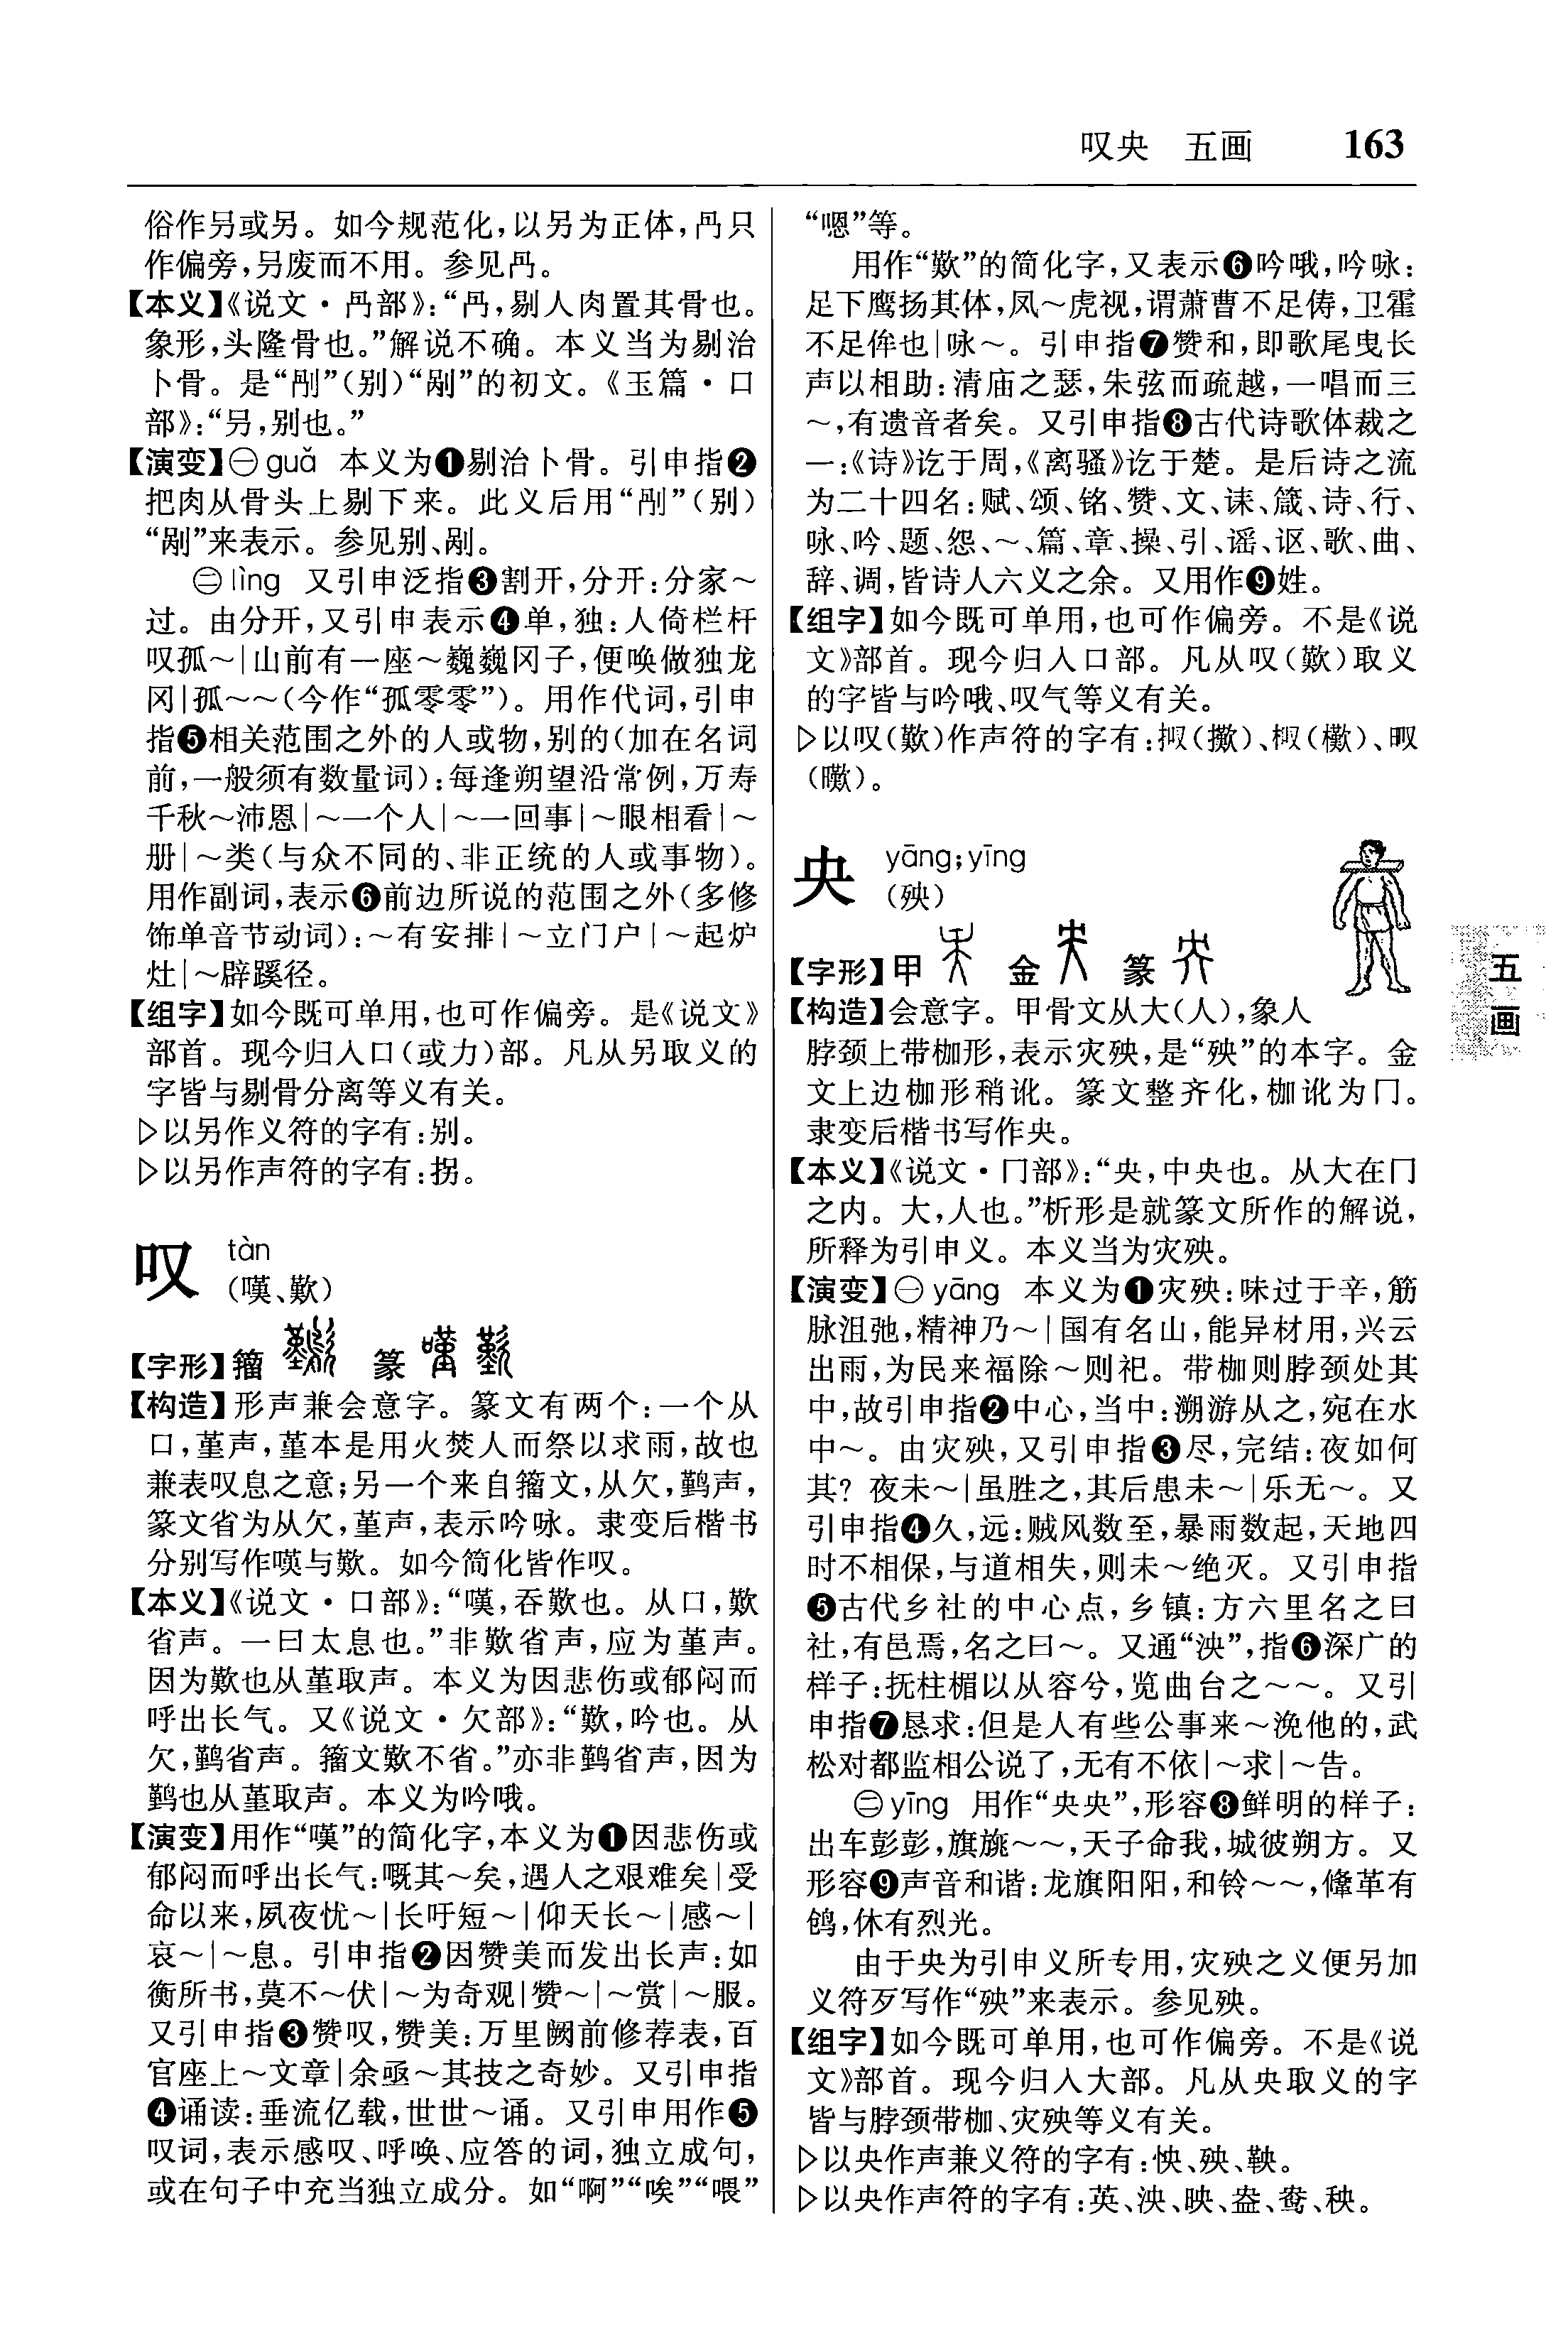 叹央 五画 163
俗作叧或另。如今规范化,以另为正体,冎只
作偏旁,叧废而不用。参见冎。
【本义】《说文·冎部》:“冎,剔人肉置其骨也。
象形,头隆骨也。”解说不确。本义当为剔治
卜骨。是“𠛰”(别)“剐”的初文。《玉篇·口
部》:“叧,别也。”
【演变】㊀guǎ 本义为❶剔治卜骨。引申指❷
把肉从骨头上剔下来。此义后用“𠛰”(别)
“剐”来表示。参见别、剐。
㊁lìng 又引申泛指❸割开,分开:分家~
过。由分开,又引申表示❹单,独:人倚栏杆
叹孤~|山前有一座~巍巍冈子,便唤做独龙
冈|孤~~(今作“孤零零”)。用作代词,引申
指❺相关范围之外的人或物,别的(加在名词
前,一般须有数量词):每逢朔望沿常例,万寿
千秋~沛恩|~一个人|~一回事|~眼相看|~
册|~类(与众不同的、非正统的人或事物)。
用作副词,表示❻前边所说的范围之外(多修
饰单音节动词):~有安排|~立门户|~起炉
灶|~辟蹊径。
【组字】如今既可单用,也可作偏旁。是《说文》
部首。现今归入口(或力)部。凡从另取义的
字皆与剔骨分离等义有关。
▷以另作义符的字有:别。
▷以另作声符的字有:拐。
叹 tàn
(嘆、歎)
【字形】籀 篆
【构造】形声兼会意字。篆文有两个:一个从
口,堇声,堇本是用火焚人而祭以求雨,故也
兼表叹息之意;另一个来自籀文,从欠,鹲声,
篆文省为从欠,堇声,表示吟咏。隶变后楷书
分别写作嘆与歎。如今简化皆作叹。
【本义】《说文·口部》:“嘆,吞歎也。从口,歎
省声。一曰太息也。”非歎省声,应为堇声。
因为歎也从堇取声。本义为因悲伤或郁闷而
呼出长气。又《说文·欠部》:“歎,吟也。从
欠,鹲省声。籀文歎不省。”亦非鹲省声,因为
鹲也从堇取声。本义为吟哦。
【演变】用作“嘆”的简化字,本义为❶因悲伤或
郁闷而呼出长气:嘅其~矣,遇人之艰难矣|受
命以来,夙夜忧~|长吁短~|仰天长~|感~|
哀~|~息。引申指❷因赞美而发出长声:如
衡所书,莫不~伏|~为奇观|赞~|~赏|~服。
又引申指❸赞叹,赞美:万里阙前修荐表,百
官座上~文章|余亟~其技之奇妙。又引申指
❹诵读:垂流亿载,世世~诵。又引申用作❺
叹词,表示感叹、呼唤、应答的词,独立成句,
或在句子中充当独立成分。如“啊”“唉”“喂”
“嗯”等。
用作“歎”的简化字,又表示❻吟哦,吟咏:
足下鹰扬其体,凤~虎视,谓萧曹不足俦,卫霍
不足侔也|咏~。引申指❼赞和,即歌尾曳长
声以相助:清庙之瑟,朱弦而疏越,一唱而三
~,有遗音者矣。又引申指❽古代诗歌体裁之
一:《诗》讫于周,《离骚》讫于楚。是后诗之流
为二十四名:赋、颂、铭、赞、文、诔、箴、诗、行、
咏、吟、题、怨、~、篇、章、操、引、谣、讴、歌、曲、
辞、调,皆诗人六义之余。又用作❾姓。
【组字】如今既可单用,也可作偏旁。不是《说
文》部首。现今归入口部。凡从叹(歎)取义
的字皆与吟哦、叹气等义有关。
▷以叹(歎)作声符的字有:
央 yāng;yīng
(殃)
【字形】甲 金 篆
【构造】会意字。甲骨文从大(人),象人
脖颈上带枷形,表示灾殃,是“殃”的本字。金
文上边枷形稍讹。篆文整齐化,枷讹为冂。
隶变后楷书写作央。
【本义】《说文·冂部》:“央,中央也。从大在冂
之内。大,人也。”析形是就篆文所作的解说,
所释为引申义。本义当为灾殃。
【演变】㊀yāng 本义为❶灾殃:味过于辛,筋
脉沮弛,精神乃~|国有名山,能异材用,兴云
出雨,为民来福除~则祀。带枷则脖颈处其
中,故引申指❷中心,当中:溯游从之,宛在水
中~。由灾殃,又引申指❸尽,完结:夜如何
其?夜未~|虽胜之,其后患未~|乐无~。又
引申指❹久,远:贼风数至,暴雨数起,天地四
时不相保,与道相失,则未~绝灭。又引申指
❺古代乡社的中心点,乡镇:方六里名之曰
社,有邑焉,名之曰~。又通“泱”,指❻深广的
样子:抚柱楣以从容兮,览曲台之~~。又引
申指❼恳求:但是人有些公事来~浼他的,武
松对都监相公说了,无有不依|~求|~告。
㊁yīng 用作“央央”,形容❽鲜明的样子:
出车彭彭,旗旐~~,天子命我,城彼朔方。又
形容❾声音和谐:龙旗阳阳,和铃~~,鞗革有
鸧,休有烈光。
由于央为引申义所专用,灾殃之义便另加
义符歹写作“殃”来表示。参见殃。
【组字】如今既可单用,也可作偏旁。不是《说
文》部首。现今归入大部。凡从央取义的字
皆与脖颈带枷、灾殃等义有关。
▷以央作声兼义符的字有:怏、殃、鞅。
▷以央作声符的字有:英、泱、映、盎、鸯、秧。
五
画